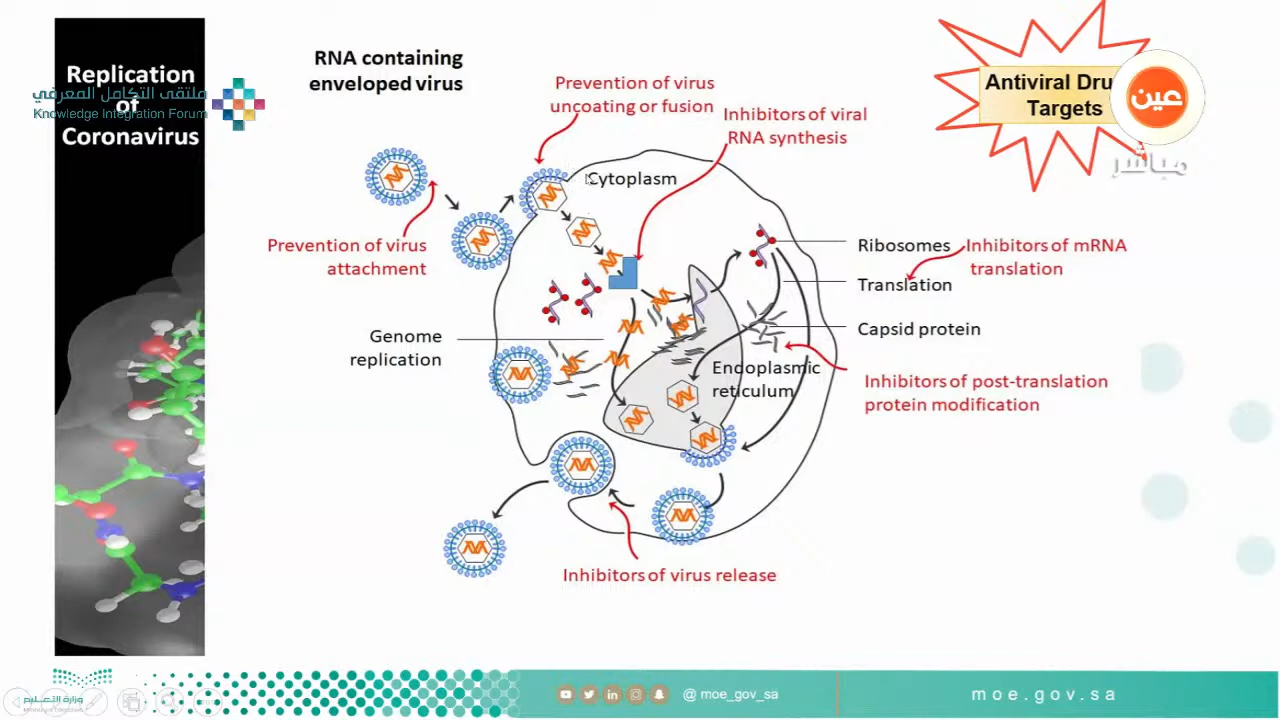 Replication
of
Coronavirus
ملتقى التكامل المعرفي
Knowledge Integration Forum
RNA containing
enveloped virus
Prevention of virus
uncoating or fusion
Inhibitors of viral
RNA synthesis
Antiviral Dru
Targets
عين
مباشر
Cytoplasm
Prevention of virus
attachment
Ribosomes
Inhibitors of mRNA
translation
Translation
Genome
replication
Capsid protein
Endoplasmic
reticulum
Inhibitors of post-translation
protein modification
Inhibitors of virus release
وزارة التعليم
@ moe_gov_sa
moe.gov.sa